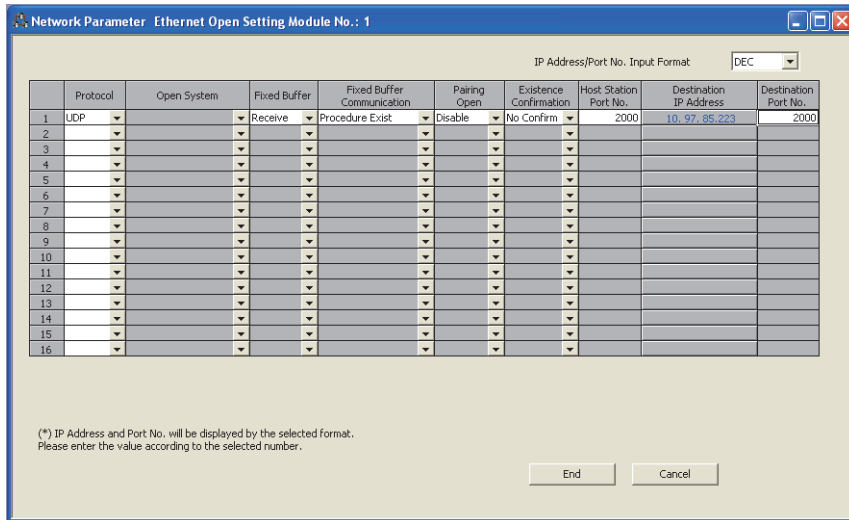 Network Parameter Ethernet Open Setting Module No.: 1
IP Address/Port No. Input Format DEC
Protocol Open System Fixed Buffer Fixed Buffer Communication Pairing Open Existence Confirmation Host Station Port No. Destination IP Address Destination Port No.
1 UDP Receive Procedure Exist Disable No Confirm 2000 10. 97. 85.223 2000
2
3
4
5
6
7
8
9
10
11
12
13
14
15
16
(*) IP Address and Port No. will be displayed by the selected format.
Please enter the value according to the selected number.
End Cancel